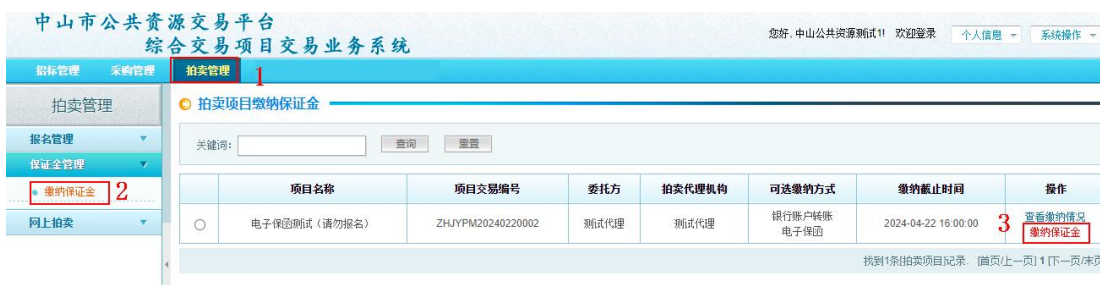 中山市公共资源交易平台
综合交易项目交易业务系统
您好, 中山公共资源测试1! 欢迎登录 个人信息 系统操作
招标管理 采购管理 拍卖管理 1
拍卖管理
报名管理
保证金管理
缴纳保证金 2
网上拍卖
拍卖项目缴纳保证金
关键词: 查询 重置
项目名称 项目交易编号 委托方 拍卖代理机构 可选缴纳方式 缴纳截止时间 操作
电子保函测试（请勿报名） ZHJYPM20240220002 测试代理 测试代理 银行账户转账 2024-04-22 16:00:00 3 查看缴纳情况
电子保函 缴纳保证金
找到1条[拍卖项目]记录. [首页/上一页] 1 [下一页/末页